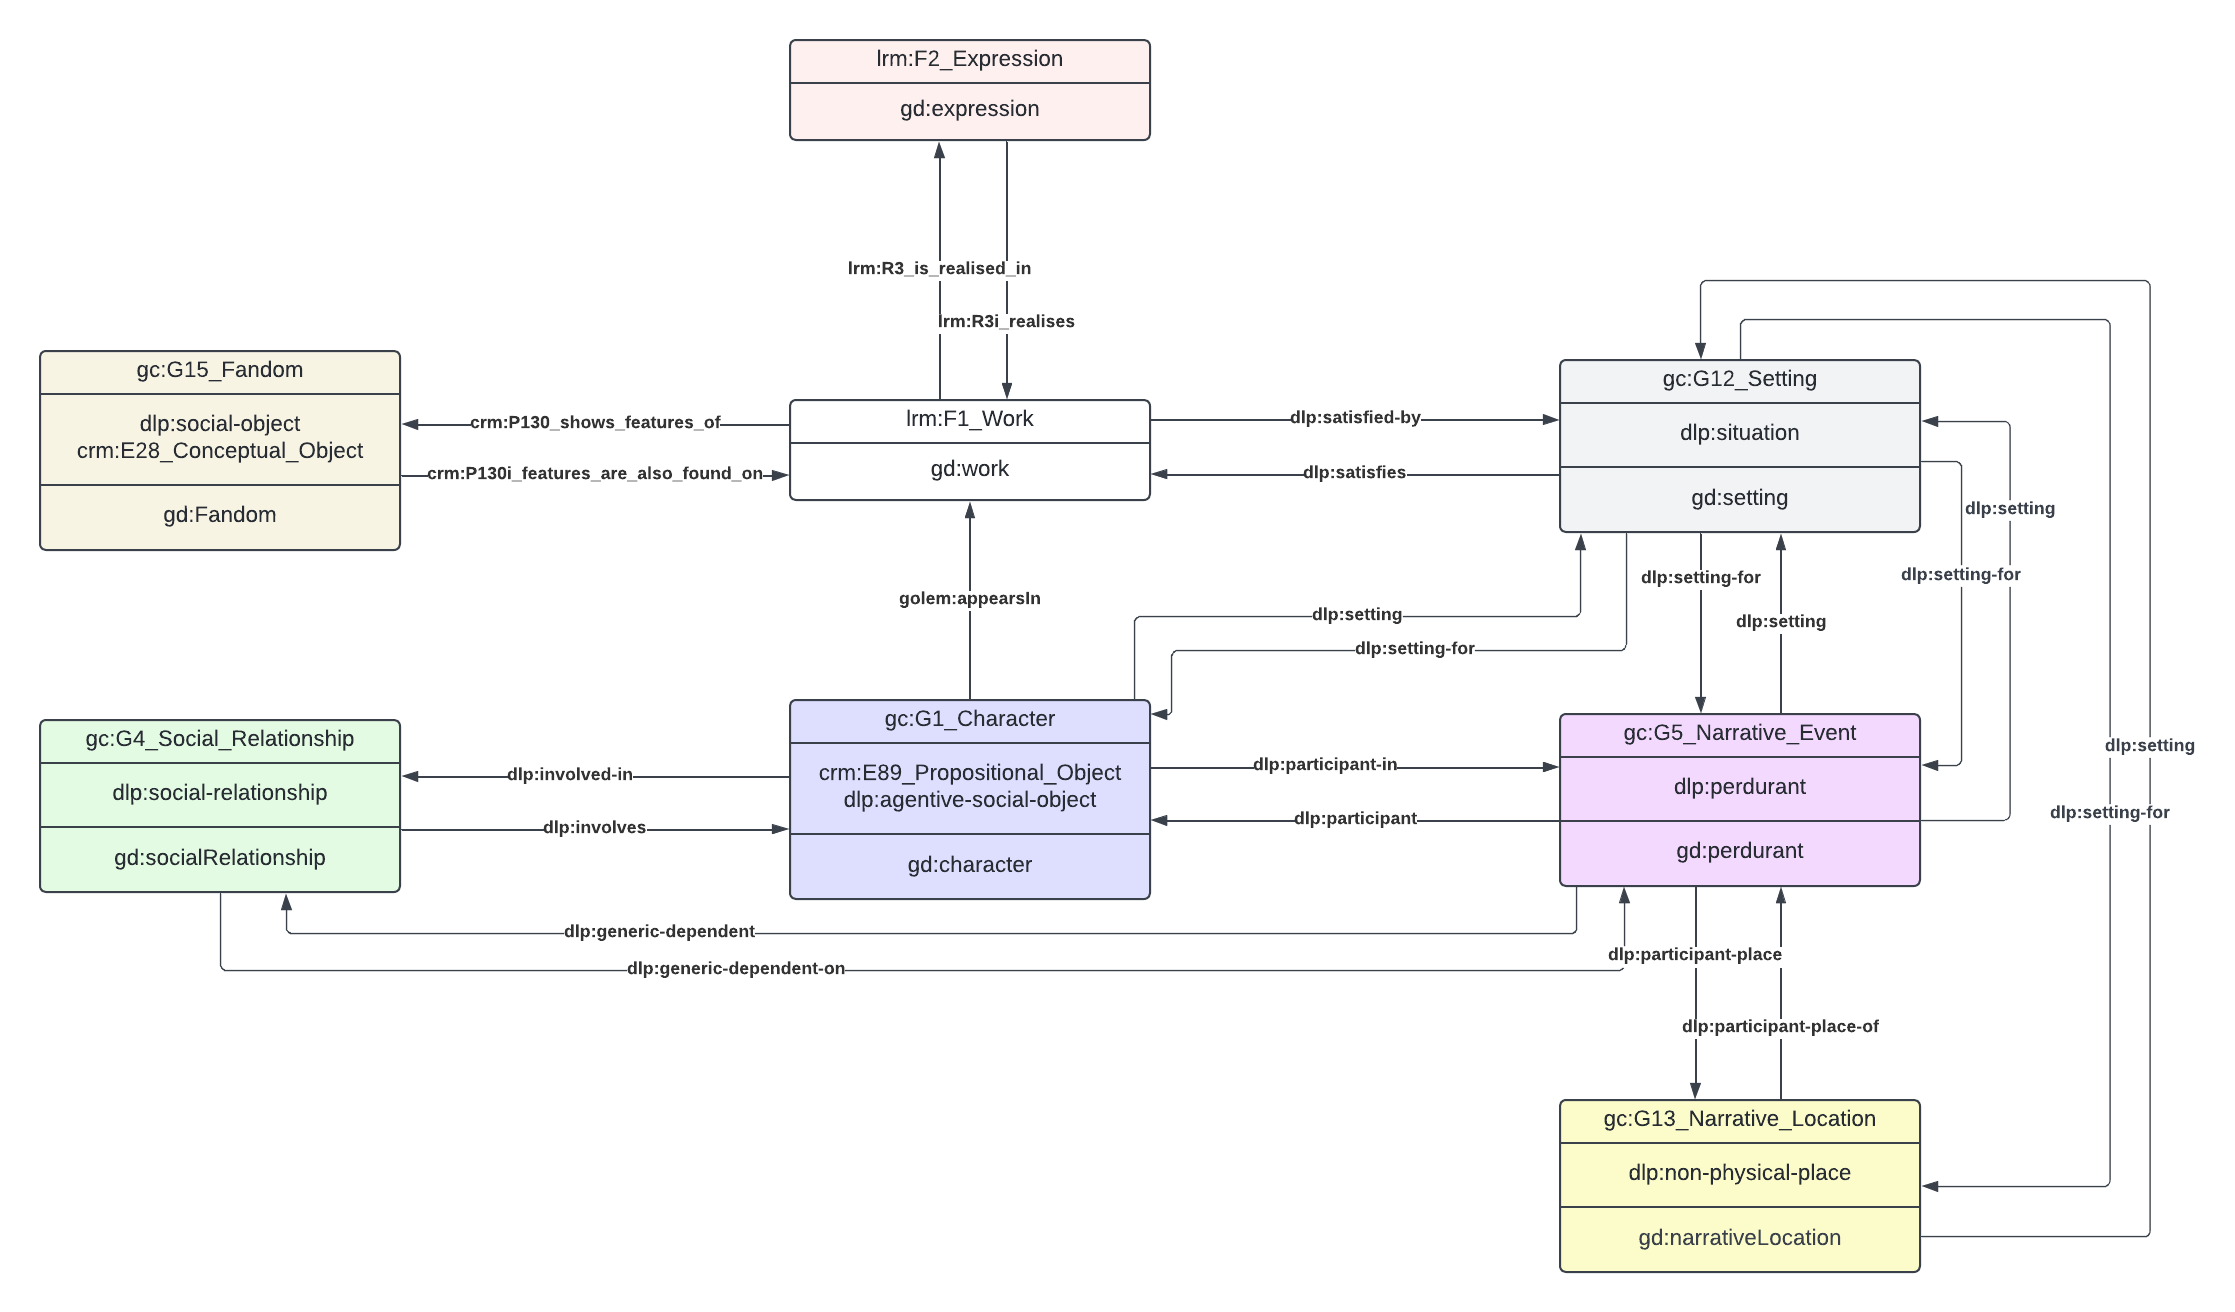 lrm:F2_Expression
gd:expression
lrm:R3_is_realised_in
lrm:R3i_realises
gc:G15_Fandom
dlp:social-object
crm:E28_Conceptual_Object
gd:Fandom
crm:P130_shows_features_of
crm:P130i_features_are_also_found_on
lrm:F1_Work
gd:work
dlp:satisfied-by
dlp:satisfies
gc:G12_Setting
dlp:situation
gd:setting
dlp:setting
dlp:setting-for
golem:appearsIn
dlp:setting
dlp:setting-for
dlp:setting-for
dlp:setting
gc:G4_Social_Relationship
dlp:social-relationship
gd:socialRelationship
dlp:involved-in
dlp:involves
gc:G1_Character
crm:E89_Propositional_Object
dlp:agentive-social-object
gd:character
dlp:participant-in
dlp:participant
gc:G5_Narrative_Event
dlp:perdurant
gd:perdurant
dlp:setting
dlp:setting-for
dlp:generic-dependent
dlp:generic-dependent-on
dlp:participant-place
dlp:participant-place-of
gc:G13_Narrative_Location
dlp:non-physical-place
gd:narrativeLocation